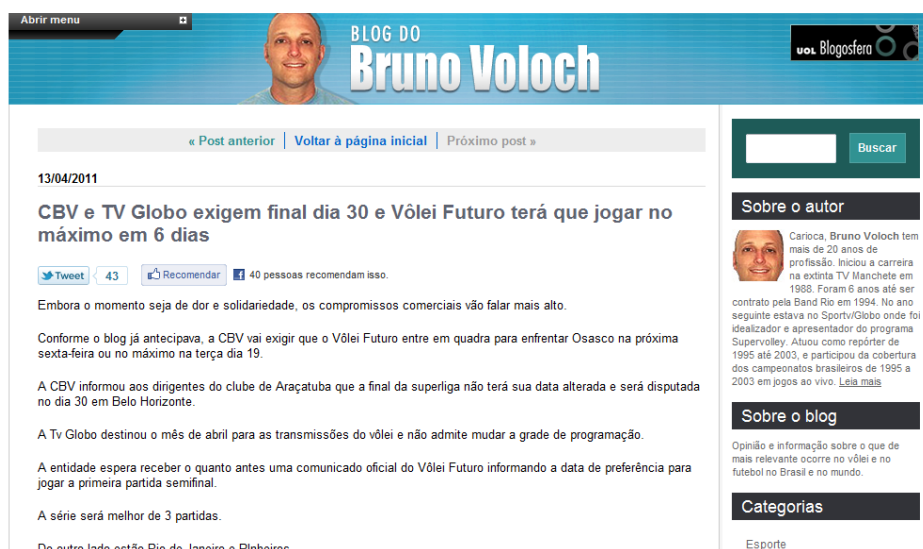 Abrir menu
BLOG DO
Bruno Voloch
UOL Blogosfera
« Post anterior | Voltar à página inicial | Próximo post »
13/04/2011
CBV e TV Globo exigem final dia 30 e Vôlei Futuro terá que jogar no
máximo em 6 dias
Tweet 43 Recomendar 40 pessoas recomendam isso.
Embora o momento seja de dor e solidariedade, os compromissos comerciais vão falar mais alto.
Conforme o blog já antecipava, a CBV vai exigir que o Vôlei Futuro entre em quadra para enfrentar Osasco na próxima
sexta-feira ou no máximo na terça dia 19.
A CBV informou aos dirigentes do clube de Araçatuba que a final da superliga não terá sua data alterada e será disputada
no dia 30 em Belo Horizonte.
A Tv Globo destinou o mês de abril para as transmissões do vôlei e não admite mudar a grade de programação.
A entidade espera receber o quanto antes uma comunicado oficial do Vôlei Futuro informando a data de preferência para
jogar a primeira partida semifinal.
A série será melhor de 3 partidas.
Do outro lado estão Rio de Janeiro e PInheiros
Buscar
Sobre o autor
Carioca, Bruno Voloch tem
mais de 20 anos de
profissão. Iniciou a carreira
na extinta TV Manchete em
1988. Foram 6 anos até ser
contrato pela Band Rio em 1994. No ano
seguinte estava no Sportv/Globo onde foi
idealizador e apresentador do programa
Supervolley. Atuou como repórter de
1995 até 2003, e participou da cobertura
dos campeonatos brasileiros de 1995 a
2003 em jogos ao vivo. Leia mais
Sobre o blog
Opinião e informação sobre o que de
mais relevante ocorre no vôlei e no
futebol no Brasil e no mundo.
Categorias
Esporte